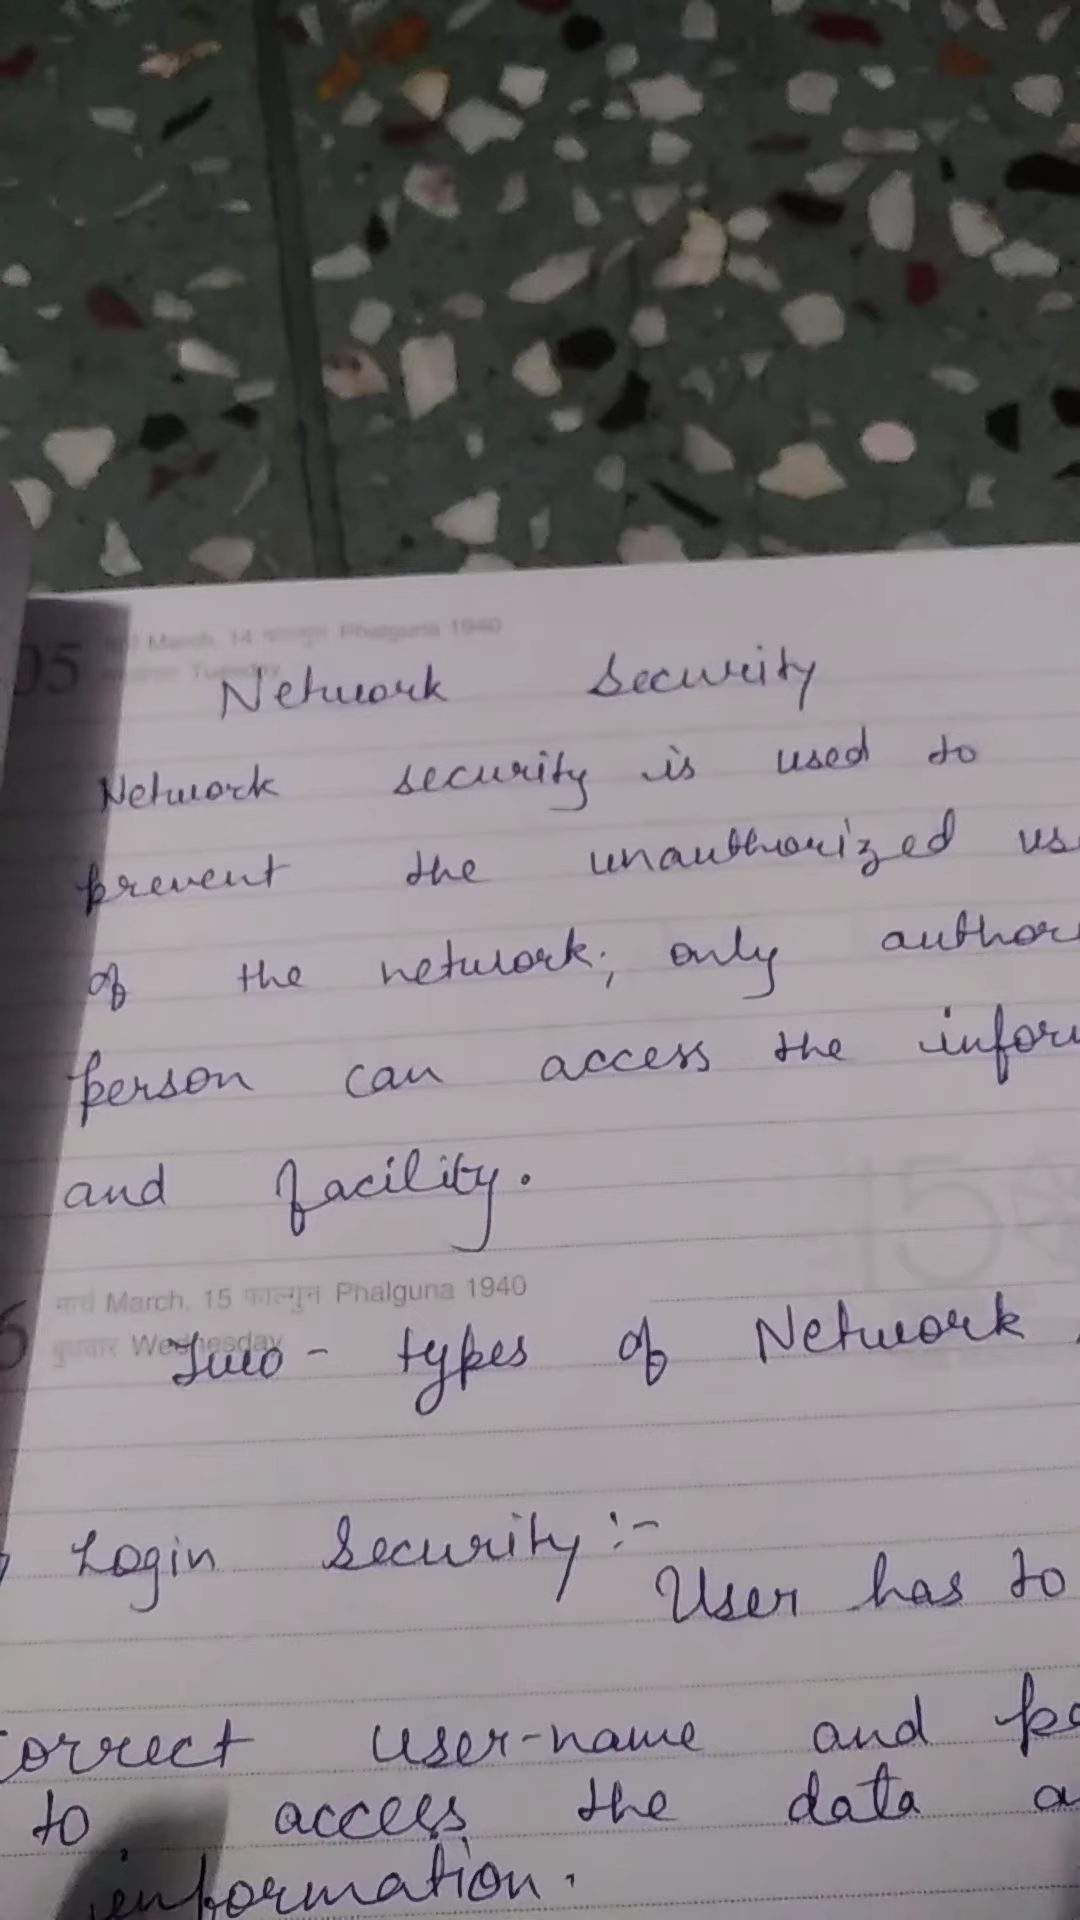 05 March, 14 फाल्गुन Phalguna 1940
Tuesday
Network Security
Network security is used to
prevent the unauthorized
of the network; only
person can access the
and facility.
मार्च March, 15 फाल्गुन Phalguna 1940
बुधवार Wednesday
Two - types of Network
Login Security :-
User has to
correct user-name and
to access the data
information.